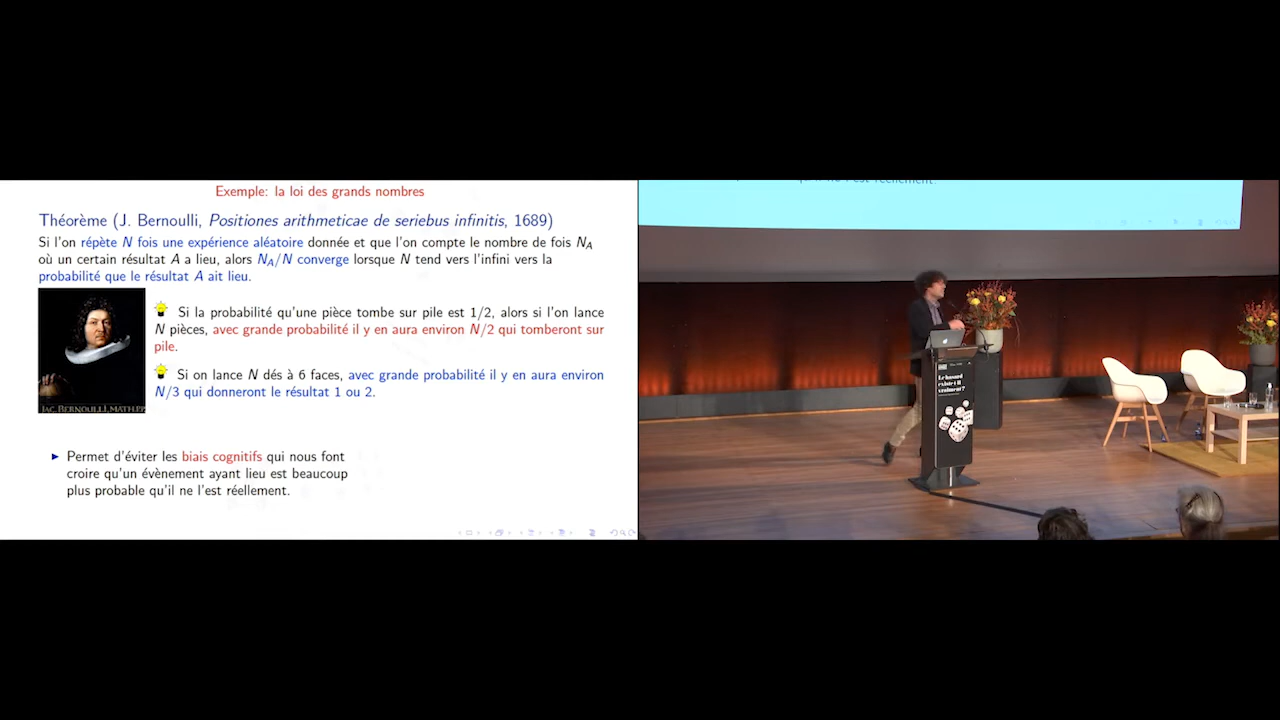 Exemple: la loi des grands nombres
Théorème (J. Bernoulli, Positiones arithmeticae de seriebus infinitis, 1689)
Si l'on répète N fois une expérience aléatoire donnée et que l'on compte le nombre de fois N_A
où un certain résultat A a lieu, alors N_A/N converge lorsque N tend vers l'infini vers la
probabilité que le résultat A ait lieu.
Si la probabilité qu'une pièce tombe sur pile est 1/2, alors si l'on lance
N pièces, avec grande probabilité il y en aura environ N/2 qui tomberont sur
pile.
Si on lance N dés à 6 faces, avec grande probabilité il y en aura environ
N/3 qui donneront le résultat 1 ou 2.
JAC. BERNOULLI, MATH.PP.
► Permet d'éviter les biais cognitifs qui nous font
croire qu'un évènement ayant lieu est beaucoup
plus probable qu'il ne l'est réellement.
Le hasard
existe-t-il
vraiment?